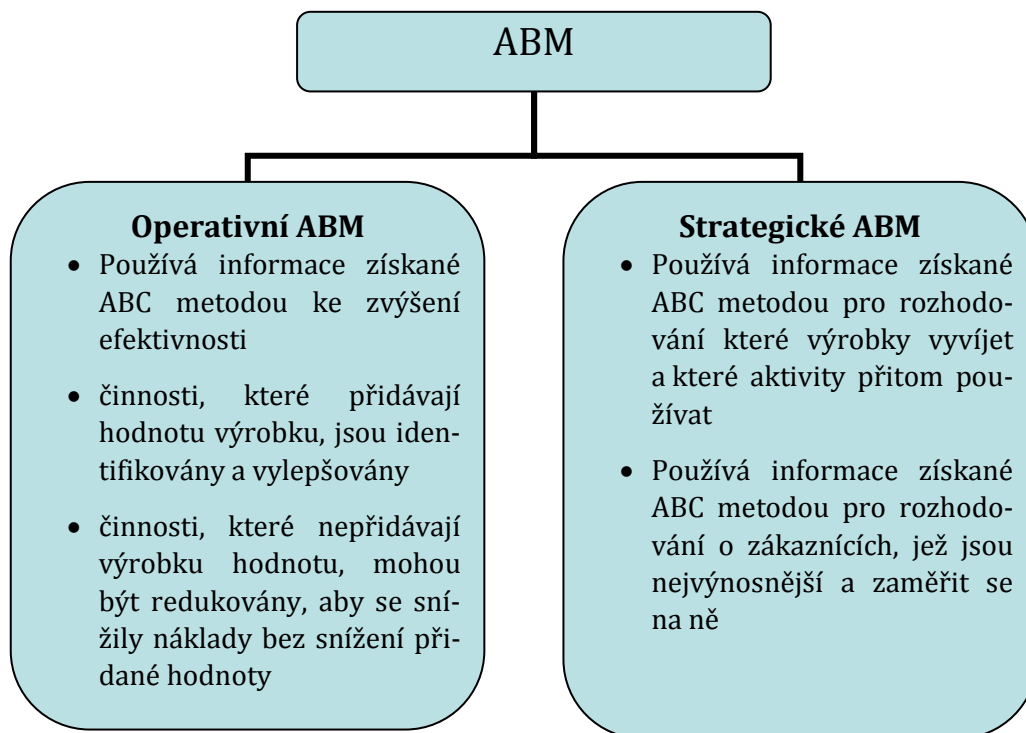 ABM
Operativní ABM
• Používá informace získané
ABC metodou ke zvýšení
efektivnosti
• činnosti, které přidávají
hodnotu výrobku, jsou iden-
tifikovány a vylepšovány
• činnosti, které nepřidávají
výrobku hodnotu, mohou
být redukovány, aby se sní-
žily náklady bez snížení při-
dané hodnoty
Strategické ABM
• Používá informace získané
ABC metodou pro rozhodo-
vání které výrobky vyvíjet
a které aktivity přitom pou-
žívat
• Používá informace získané
ABC metodou pro rozhodo-
vání o zákaznících, jež jsou
nejvýnosnější a zaměřit se
na ně